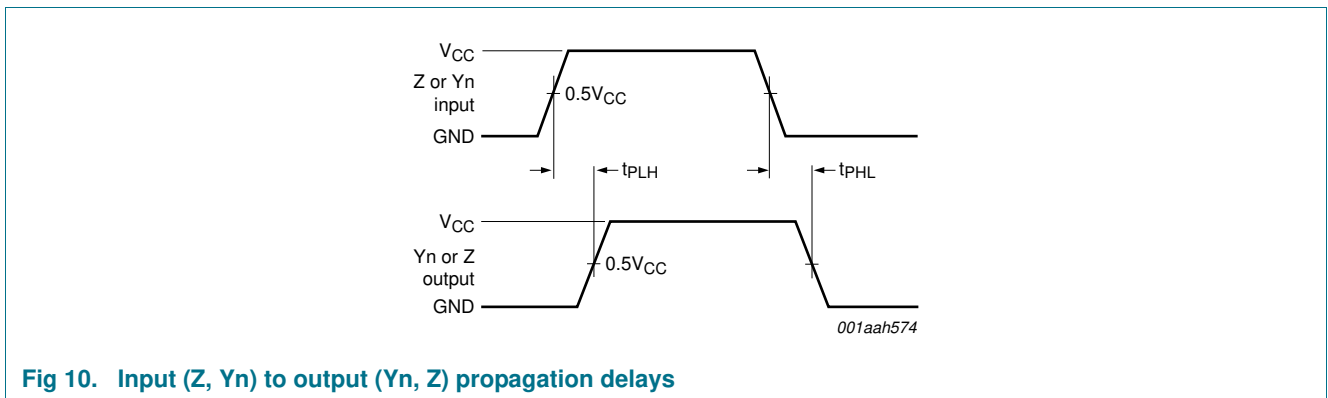 VCC
Z or Yn
input
0.5VCC
GND
tPLH
tPHL
VCC
Yn or Z
output
0.5VCC
GND
001aah574
Fig 10. Input (Z, Yn) to output (Yn, Z) propagation delays